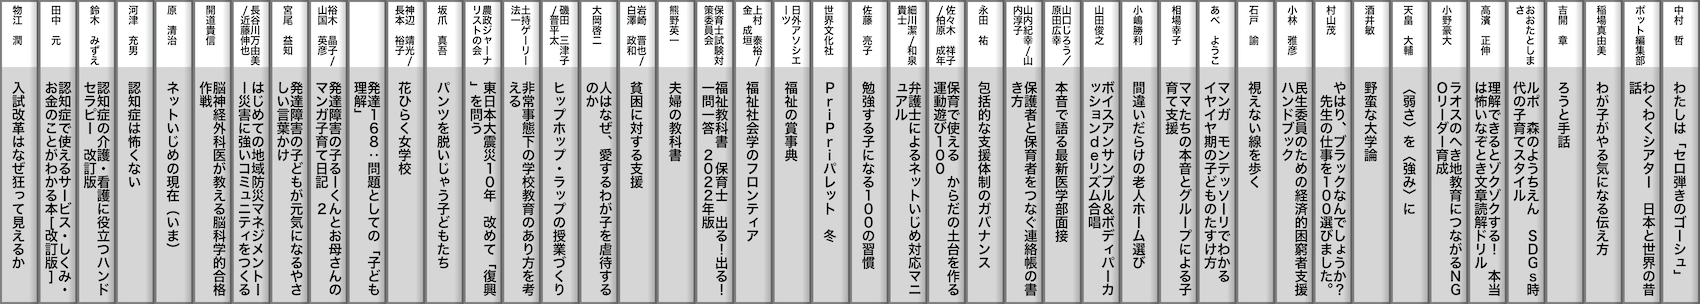 中村　哲
わたしは「セロ弾きのゴーシュ」
ポット編集部
わくわくシアター　日本と世界の昔
話
稲場真由美
わが子がやる気になる伝え方
吉開　章
ろうと手話
おおたとしま
さ
ルポ　森のようちえん　ＳＤＧｓ時
代の子育てスタイル
高濱　正伸
理解できるとゾクゾクする！　本当
は怖いなぞとき文章読解ドリル
小野豪大
ラオスのへき地教育につながるＮＧ
Ｏリーダー育成
天畠　大輔
〈弱さ〉を〈強み〉に
酒井敏
野蛮な大学論
村山茂
やはり、ブラックなんでしょうか？
　先生の仕事を１００選びました。
小林　雅彦
民生委員のための経済的困窮者支援
ハンドブック
石戸　諭
視えない線を歩く
あべ　ようこ
マンガ　モンテッソーリでわかる
イヤイヤ期の子どものたすけ方
相場幸子
ママたちの本音とグループによる子
育て支援
小嶋勝利
間違いだらけの老人ホーム選び
山田俊之
ボイスアンサンブル＆ボディパーカ
ッションｄｅリズム合唱
山口じろう／
原田広幸
本音で語る最新医学部面接
山内紀幸／山
内淳子
保護者と保育者をつなぐ連絡帳の書
き方
永田　祐
包括的な支援体制のガバナンス
佐々木　祥子
／柏原　成年
保育で使える　からだの土台を作る
運動遊び１００
細川潔／和泉
貴士
弁護士によるネットいじめ対応マニ
ュアル
佐藤　亮子
勉強する子になる１００の習慣
世界文化社
ＰｒｉＰｒｉパレット　冬
日外アソシエ
ーツ
福祉の賞事典
上村　泰裕／
金　成垣
福祉社会学のフロンティア
保育士試験対
策委員会
福祉教科書　保育士　出る！出る！
一問一答　２０２２年版
熊野英一
夫婦の教科書
岩崎　晋也／
白澤　政和
貧困に対する支援
大岡啓二
人はなぜ、愛するわが子を虐待する
のか
磯田　三津子
／晋平太
ヒップホップ・ラップの授業づくり
土持ゲーリー
法一
非常事態下の学校教育のあり方を考
える
農政ジャーナ
リストの会
東日本大震災１０年　改めて「復興
」を問う
坂爪　真吾
パンツを脱いじゃう子どもたち
神辺　靖光／
長本　裕子
花ひらく女学校
発達１６８：問題としての「子ども
理解」
裕木　晶子／
山国　英彦
発達障害の子るーくんとお母さんの
マンガ子育て日記　２
宮尾　益知
発達障害の子どもが元気になるやさ
しい言葉かけ
長谷川万由美
／近藤伸也
はじめての地域防災マネジメントー
ー災害に強いコミュニティをつくる
開道貴信
脳神経外科医が教える脳科学的合格
作戦
原　清治
ネットいじめの現在（いま）
河津　充男
認知症は怖くない
鈴木　みずえ
認知症の介護・看護に役立つハンド
セラピー　改訂版
田中　元
認知症で使えるサービス・しくみ・
お金のことがわかる本［改訂版］
物江　潤
入試改革はなぜ狂って見えるか